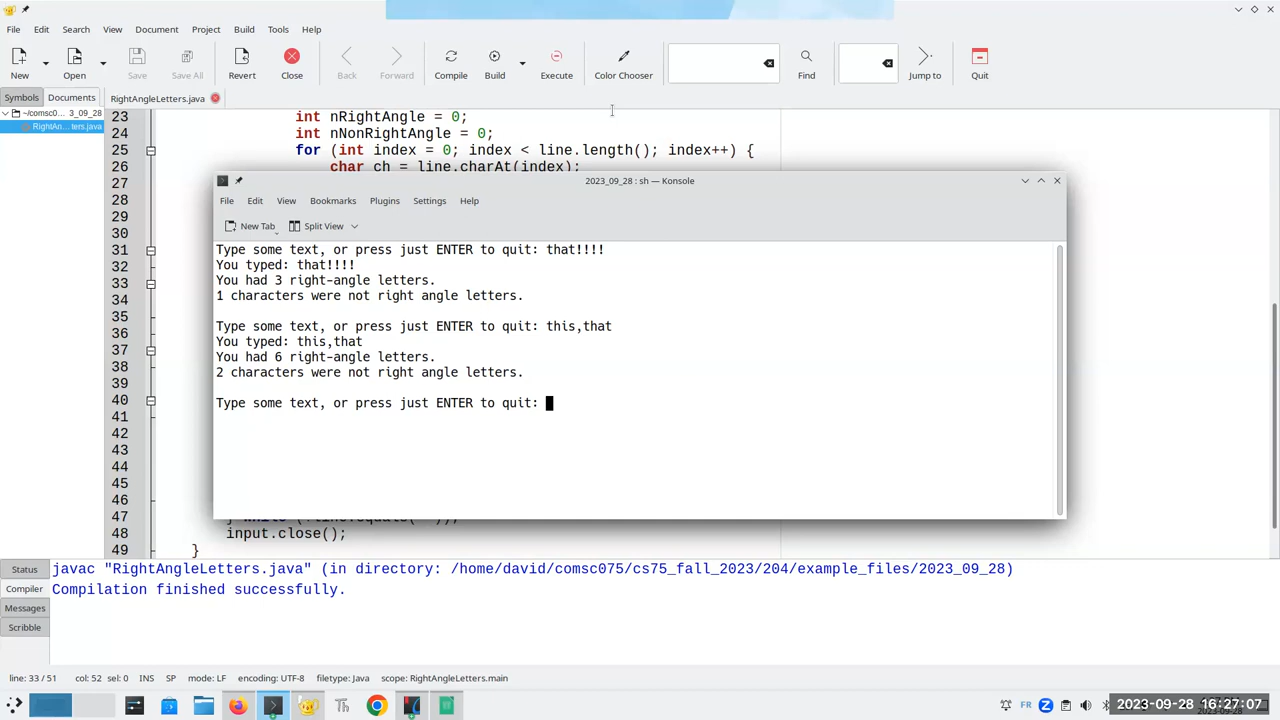 File Edit Search View Document Project Build Tools Help
New Open Save Save All Revert Close Back Forward Compile Build Execute Color Chooser Find Jump to Quit
Symbols Documents RightAngleLetters.java
~/comsc0... 3_09_28
RightAn...ters.java
23 int nRightAngle = 0;
24 int nNonRightAngle = 0;
25 for (int index = 0; index < line.length(); index++) {
26 char ch = line.charAt(index);
27
28
29
30
31
32
33
34
35
36
37
38
39
40
41
42
43
44
45
46
47
48 input.close();
49 }
2023_09_28 : sh — Konsole
File Edit View Bookmarks Plugins Settings Help
New Tab Split View
Type some text, or press just ENTER to quit: that!!!!
You typed: that!!!!
You had 3 right-angle letters.
1 characters were not right angle letters.
Type some text, or press just ENTER to quit: this,that
You typed: this,that
You had 6 right-angle letters.
2 characters were not right angle letters.
Type some text, or press just ENTER to quit:
Status
Compiler
Messages
Scribble
javac "RightAngleLetters.java" (in directory: /home/david/comsc075/cs75_fall_2023/204/example_files/2023_09_28)
Compilation finished successfully.
line: 33 / 51 col: 52 sel: 0 INS SP mode: LF encoding: UTF-8 filetype: Java scope: RightAngleLetters.main
FR
2023-09-28 16:27:07